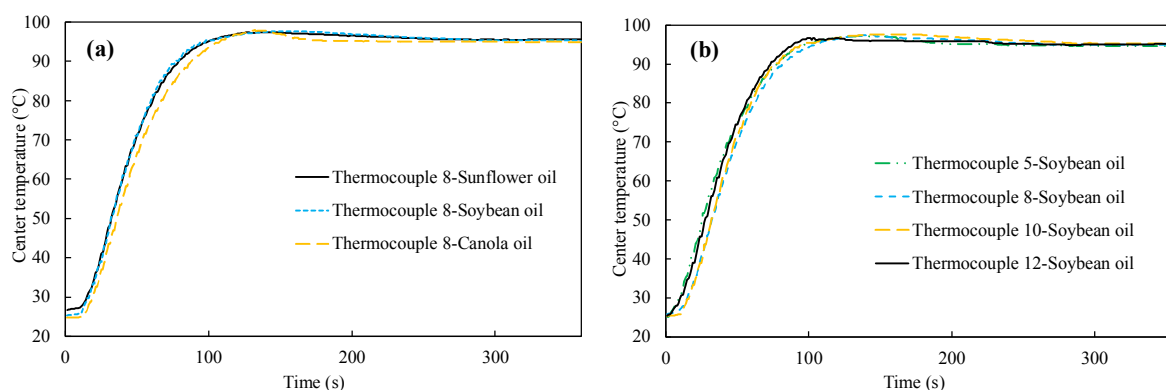 (a)
Center temperature (°C)
100
90
80
70
60
50
40
30
20
0
100
200
300
Time (s)
Thermocouple 8-Sunflower oil
Thermocouple 8-Soybean oil
Thermocouple 8-Canola oil
(b)
Center temperature (°C)
100
90
80
70
60
50
40
30
20
0
100
200
300
Time (s)
Thermocouple 5-Soybean oil
Thermocouple 8-Soybean oil
Thermocouple 10-Soybean oil
Thermocouple 12-Soybean oil